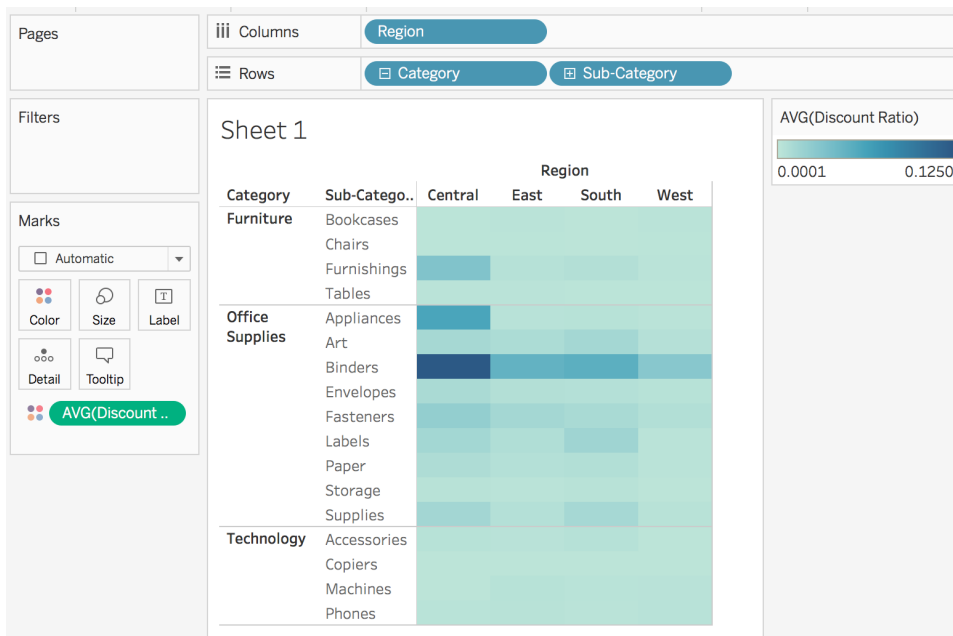 Pages
Columns
Region
Rows
Category
Sub-Category
Filters
Marks
Automatic
Color
Size
T
Label
Detail
Tooltip
AVG(Discount ..
Sheet 1
Region
Category Sub-Catego.. Central East South West
Furniture Bookcases
Chairs
Furnishings
Tables
Office
Supplies
Appliances
Art
Binders
Envelopes
Fasteners
Labels
Paper
Storage
Supplies
Technology Accessories
Copiers
Machines
Phones
AVG(Discount Ratio)
0.0001 0.1250